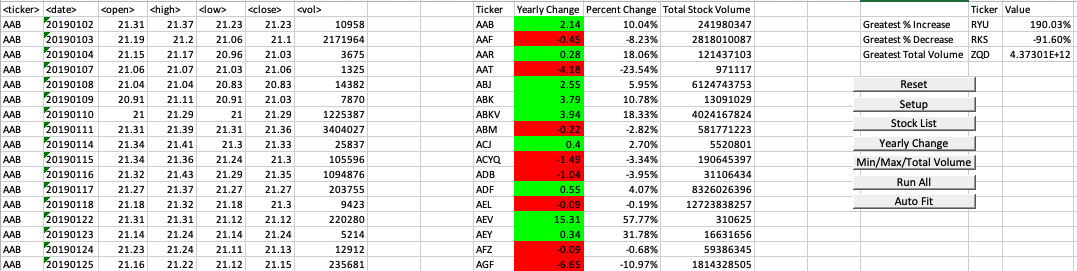 <ticker> <date> <open> <high> <low> <close> <vol> Ticker Yearly Change Percent Change Total Stock Volume Ticker Value
AAB 20190102 21.31 21.37 21.23 21.23 10958 AAB 2.14 10.04% 241980347 Greatest % Increase RYU 190.03%
AAB 20190103 21.19 21.2 21.06 21.1 2171964 AAF -0.45 -8.23% 2818010087 Greatest % Decrease RKS -91.60%
AAB 20190104 21.15 21.17 20.96 21.03 3675 AAR 0.28 18.06% 121437103 Greatest Total Volume ZQD 4.37301E+12
AAB 20190107 21.06 21.07 21.03 21.06 1325 AAT -4.18 -23.54% 971117
AAB 20190108 21.04 21.04 20.83 20.83 14382 ABJ 2.55 5.95% 6124743753 Reset
AAB 20190109 20.91 21.11 20.91 21.03 7870 ABK 3.79 10.78% 13091029 Setup
AAB 20190110 21 21.29 21 21.29 1225387 ABKV 3.94 18.33% 4024167824 Stock List
AAB 20190111 21.31 21.39 21.31 21.36 3404027 ABM -0.22 -2.82% 581771223
AAB 20190114 21.34 21.41 21.3 21.33 25837 ACJ 0.4 2.70% 5520801 Yearly Change
AAB 20190115 21.34 21.36 21.24 21.3 105596 ACYQ -1.49 -3.34% 190645397 Min/Max/Total Volume
AAB 20190116 21.32 21.43 21.29 21.35 1094876 ADB -1.04 -3.95% 31106434
AAB 20190117 21.27 21.37 21.27 21.27 203755 ADF 0.55 4.07% 8326026396 Run All
AAB 20190118 21.18 21.32 21.18 21.3 9423 AEL -0.09 -0.19% 12723838257 Auto Fit
AAB 20190122 21.31 21.31 21.12 21.12 220280 AEV 15.31 57.77% 310625
AAB 20190123 21.14 21.24 21.14 21.24 5214 AEY 0.34 31.78% 16631656
AAB 20190124 21.23 21.24 21.11 21.13 12912 AFZ -0.09 -0.68% 59386345
AAB 20190125 21.16 21.22 21.12 21.15 235681 AGF -6.65 -10.97% 1814328505